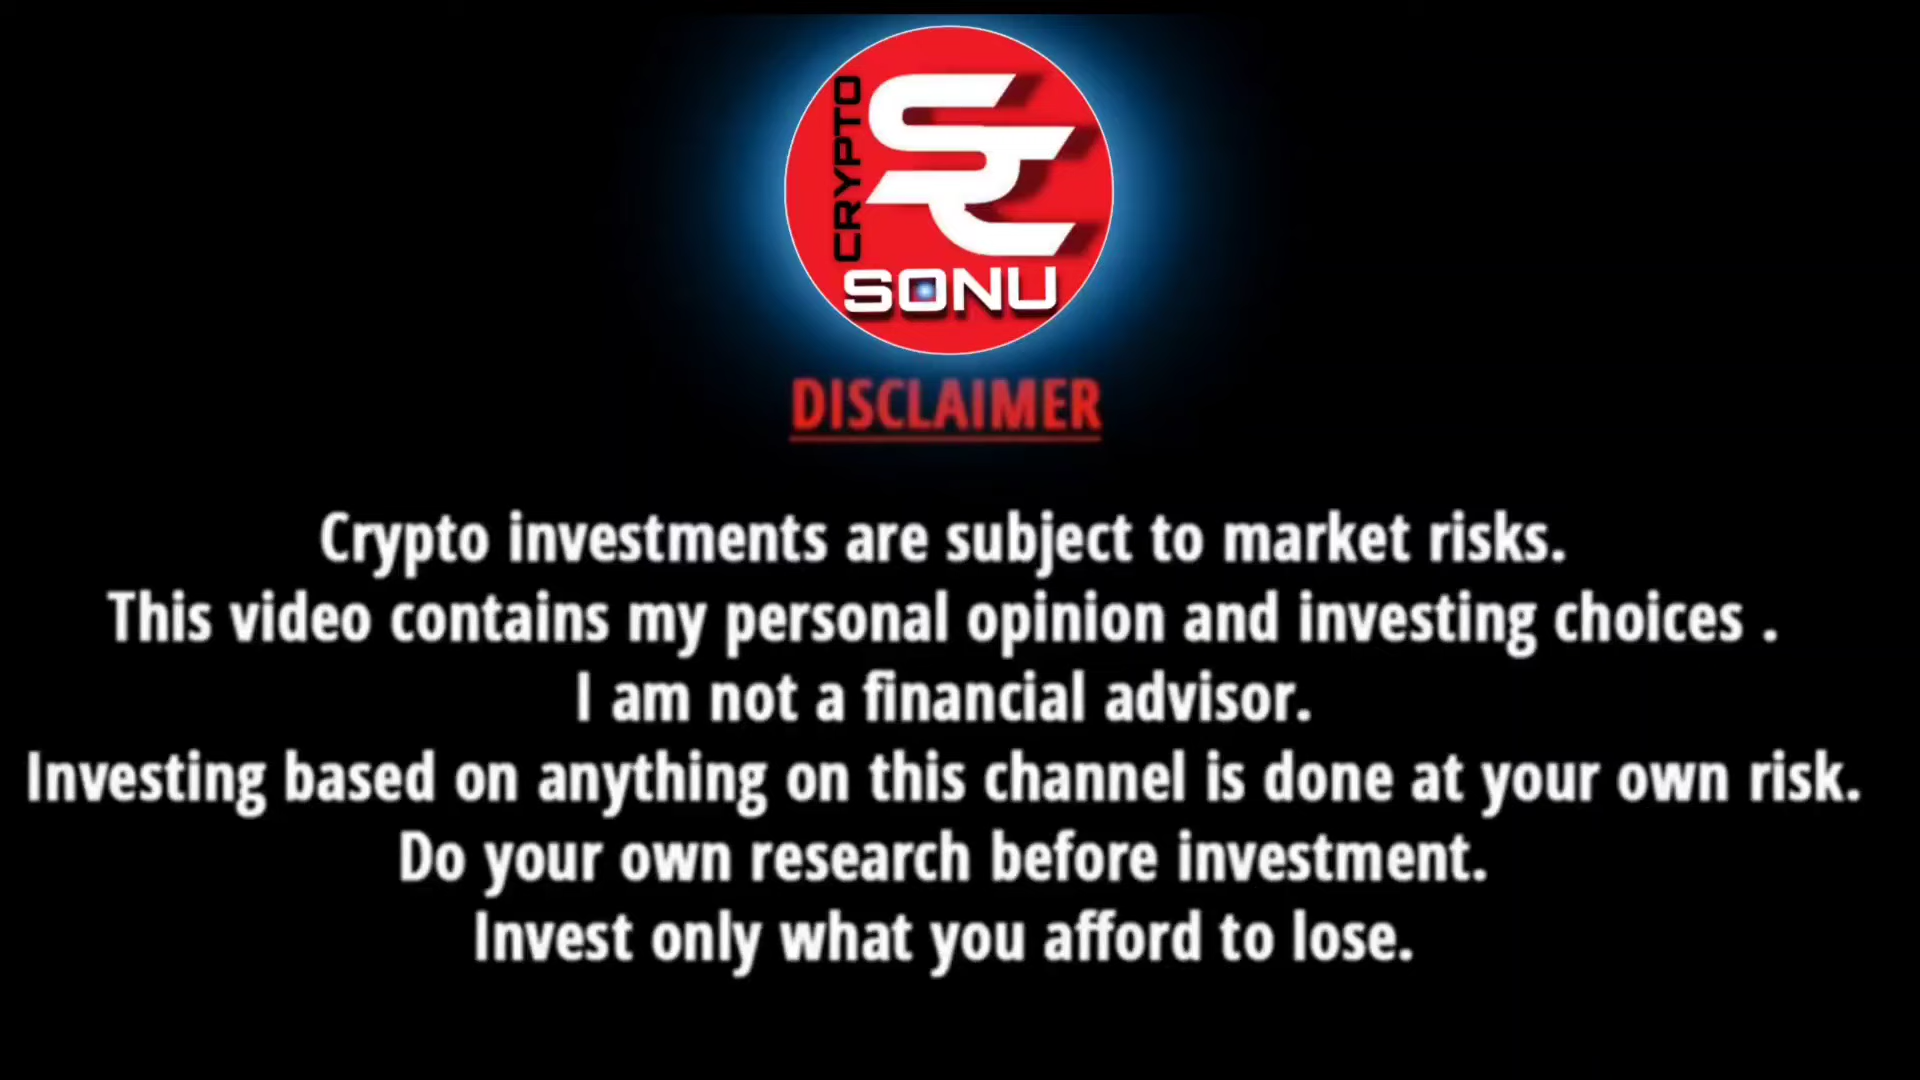 CRYPTO
SC
SONU
DISCLAIMER
Crypto investments are subject to market risks.
This video contains my personal opinion and investing choices .
I am not a financial advisor.
Investing based on anything on this channel is done at your own risk.
Do your own research before investment.
Invest only what you afford to lose.